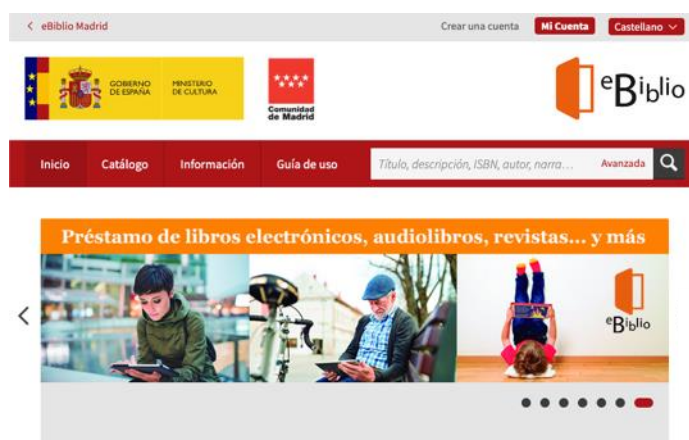 eBiblio Madrid
Crear una cuenta
Mi Cuenta
Castellano
GOBIERNO
DE ESPAÑA
MINISTERIO
DE CULTURA
Comunidad
de Madrid
eBiblio
Inicio Catálogo Información Guía de uso
Título, descripción, ISBN, autor, narra... Avanzada
Préstamo de libros electrónicos, audiolibros, revistas... y más
eBiblio